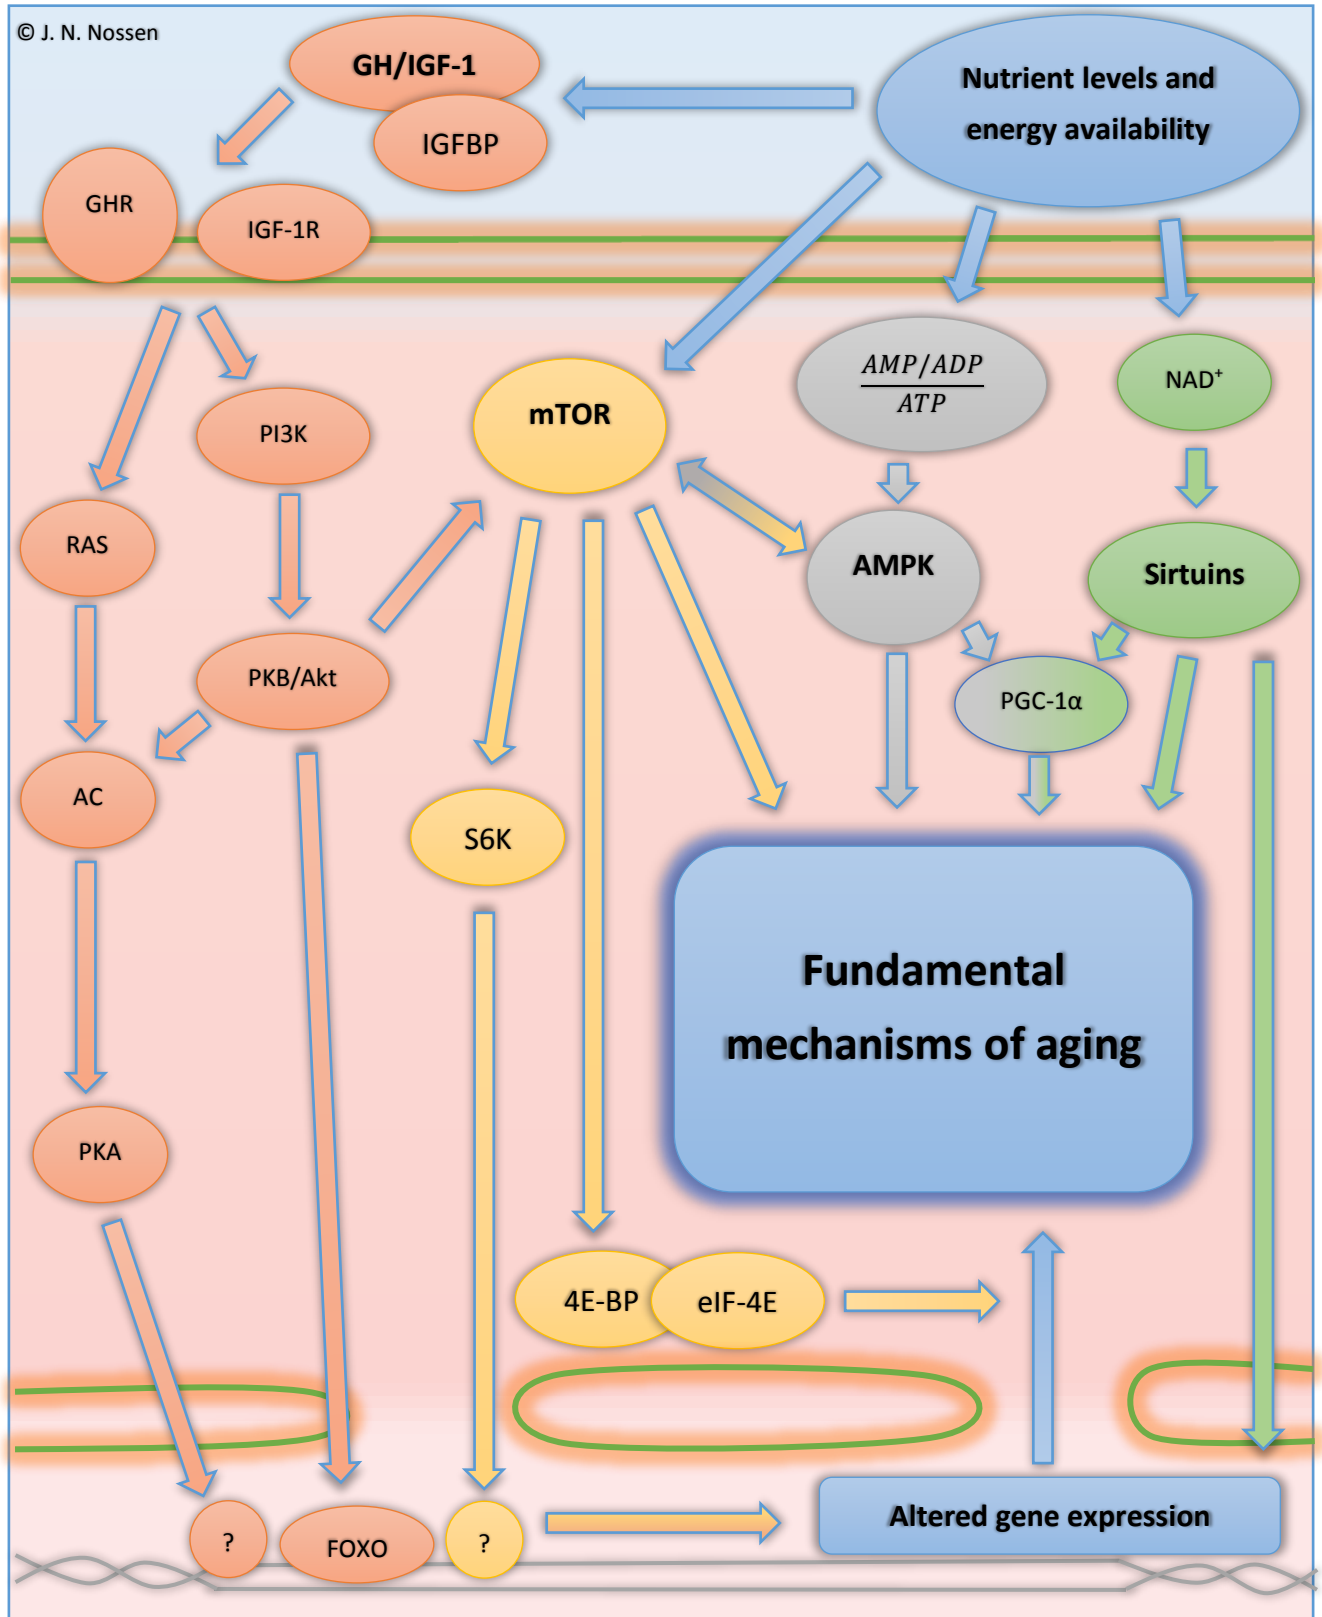 © J. N. Nossen
GH/IGF-1
IGFBP
Nutrient levels and
energy availability
GHR
IGF-1R
AMP/ADP
ATP
NAD⁺
mTOR
PI3K
RAS
AMPK
Sirtuins
PKB/Akt
PGC-1α
AC
S6K
Fundamental
mechanisms of aging
PKA
4E-BP
eIF-4E
?
FOXO
?
Altered gene expression